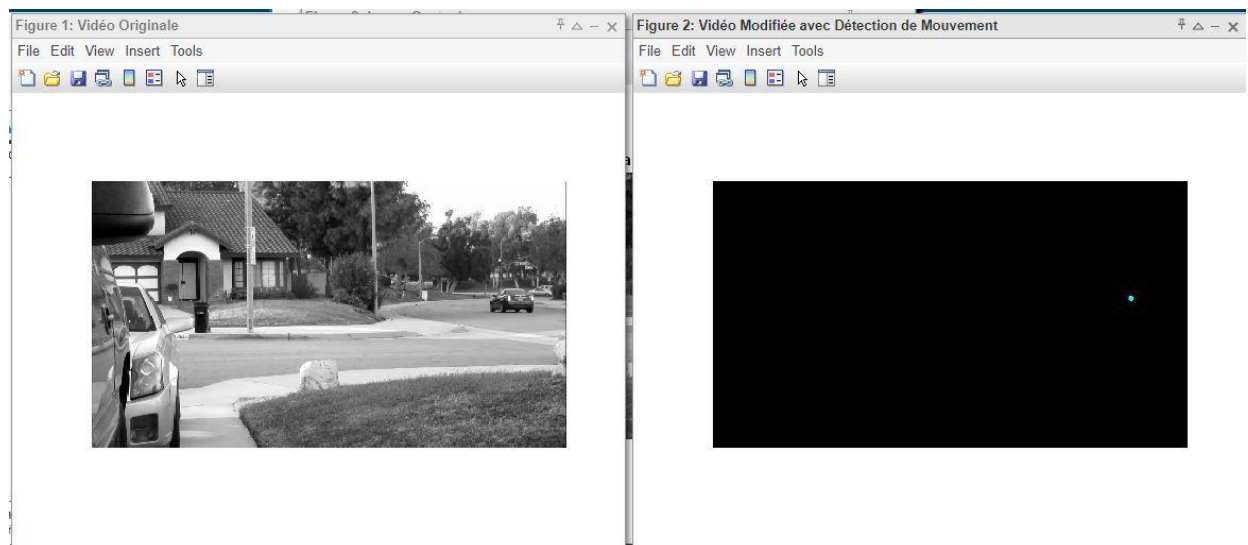 Figure 1: Vidéo Originale
File Edit View Insert Tools
Figure 2: Vidéo Modifiée avec Détection de Mouvement
File Edit View Insert Tools